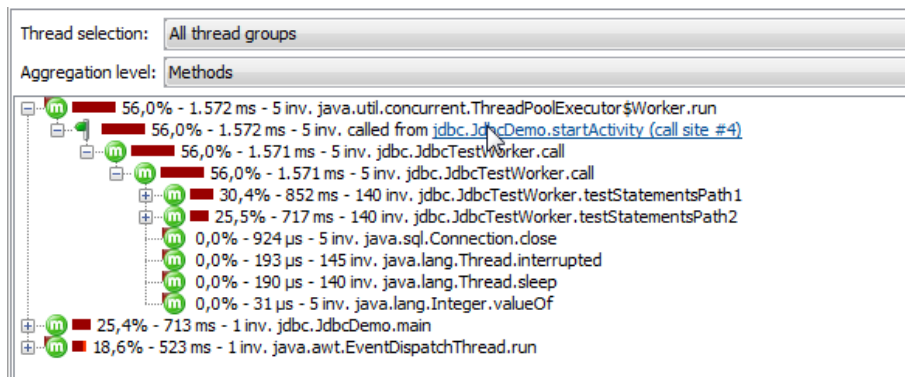 Thread selection: All thread groups
Aggregation level: Methods
m 56,0% - 1.572 ms - 5 inv. java.util.concurrent.ThreadPoolExecutor$Worker.run
56,0% - 1.572 ms - 5 inv. called from jdbc.JdbcDemo.startActivity (call site #4)
m 56,0% - 1.571 ms - 5 inv. jdbc.JdbcTestWorker.call
m 56,0% - 1.571 ms - 5 inv. jdbc.JdbcTestWorker.call
m 30,4% - 852 ms - 140 inv. jdbc.JdbcTestWorker.testStatementsPath1
m 25,5% - 717 ms - 140 inv. jdbc.JdbcTestWorker.testStatementsPath2
m 0,0% - 924 µs - 5 inv. java.sql.Connection.close
m 0,0% - 193 µs - 145 inv. java.lang.Thread.interrupted
m 0,0% - 190 µs - 140 inv. java.lang.Thread.sleep
m 0,0% - 31 µs - 5 inv. java.lang.Integer.valueOf
m 25,4% - 713 ms - 1 inv. jdbc.JdbcDemo.main
m 18,6% - 523 ms - 1 inv. java.awt.EventDispatchThread.run